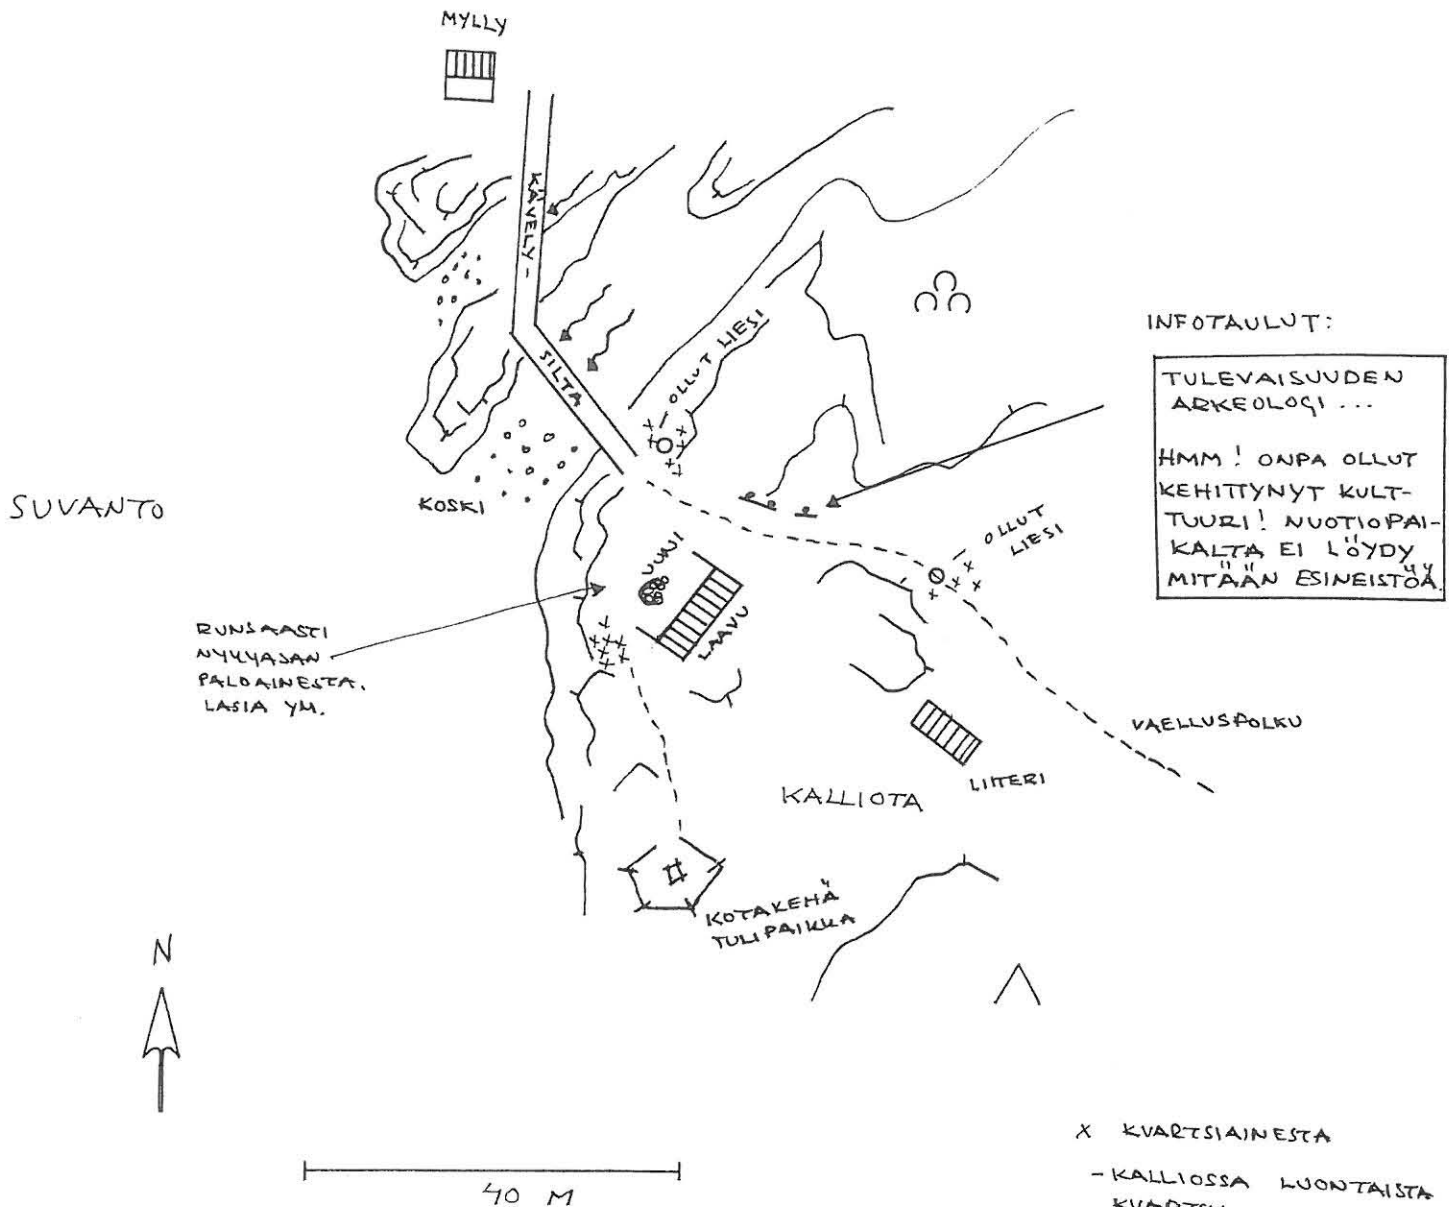 MYLLY
KÄVELY-
SILTA
OLLUT LIESI
INFOTAULUT:
TULEVAISUUDEN
ARKEOLOGI ...
HMM! ONPA OLLUT
KEHITTYNYT KULT-
TUURI! NUOTIOPAI-
KALTA EI LÖYDY
MITÄÄN ESINEISTÖÄ.
SUVANTO
KOSKI
OLLUT
LIESI
UUNI
LAAVU
RUNSAASTI
NYKYAJAN
PALOAINESTA.
LASIA YM.
VAELLUSPOLKU
LIITERI
KALLIOTA
KOTAKEHÄ
TULIPAIKKA
N
40 M
X KVARTSIAINESTA
- KALLIOSSA LUONTAISTA